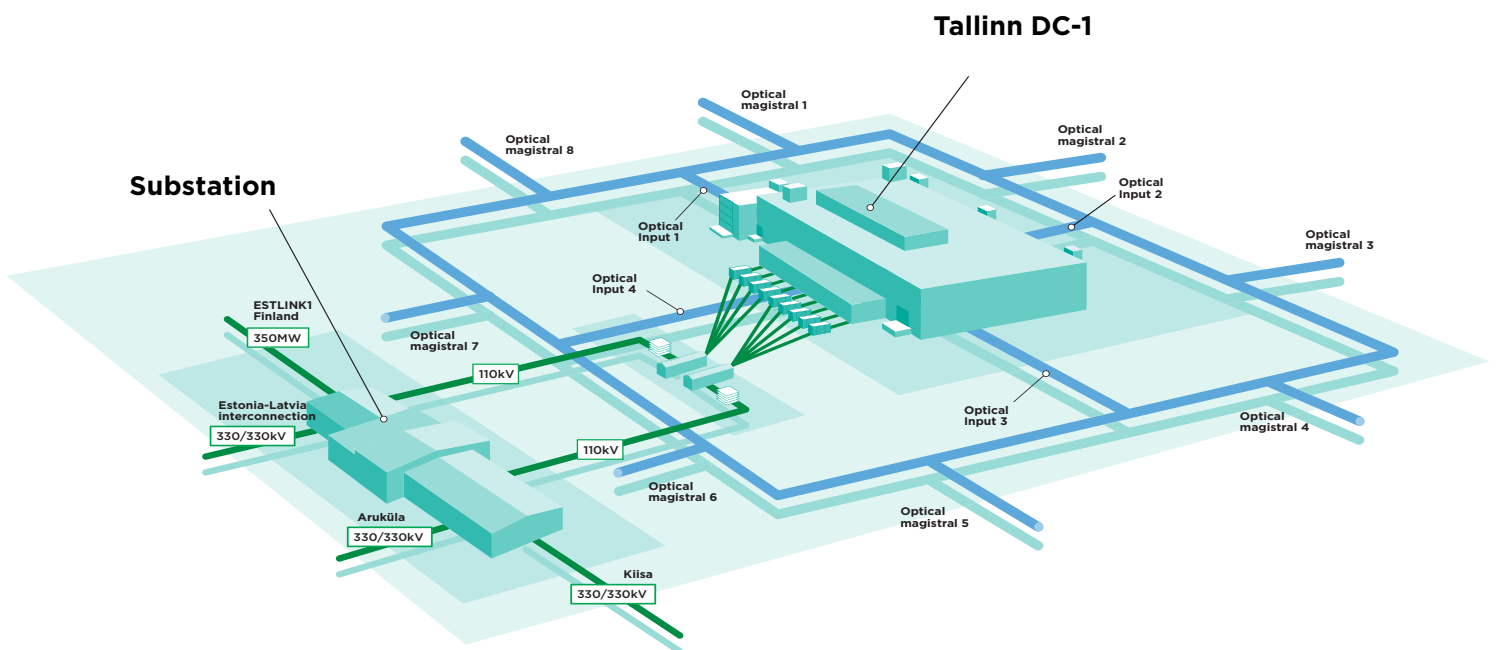 Tallinn DC-1
Optical
magistral 1
Optical
magistral 2
Optical
magistral 8
Substation
Optical
Input 2
Optical
Input 1
Optical
magistral 3
Optical
Input 4
ESTLINK1
Finland
350MW
Optical
magistral 7
110kV
Estonia-Latvia
interconnection
330/330kV
Optical
Input 3
Optical
magistral 4
110kV
Optical
magistral 6
Optical
magistral 5
Aruküla
330/330kV
Kiisa
330/330kV